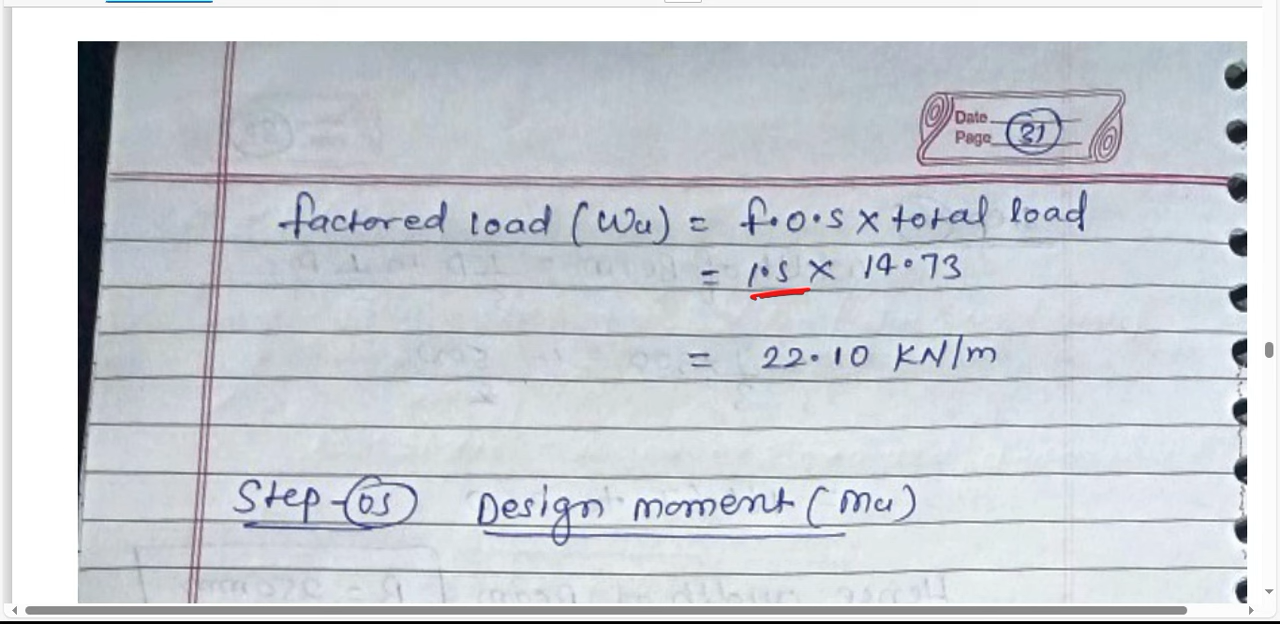 Date
Page 31
factored load (Wu) = f.o.s x total load
= 1.5 x 14.73
= 22.10 KN/m
Step-05 Design moment (Mu)